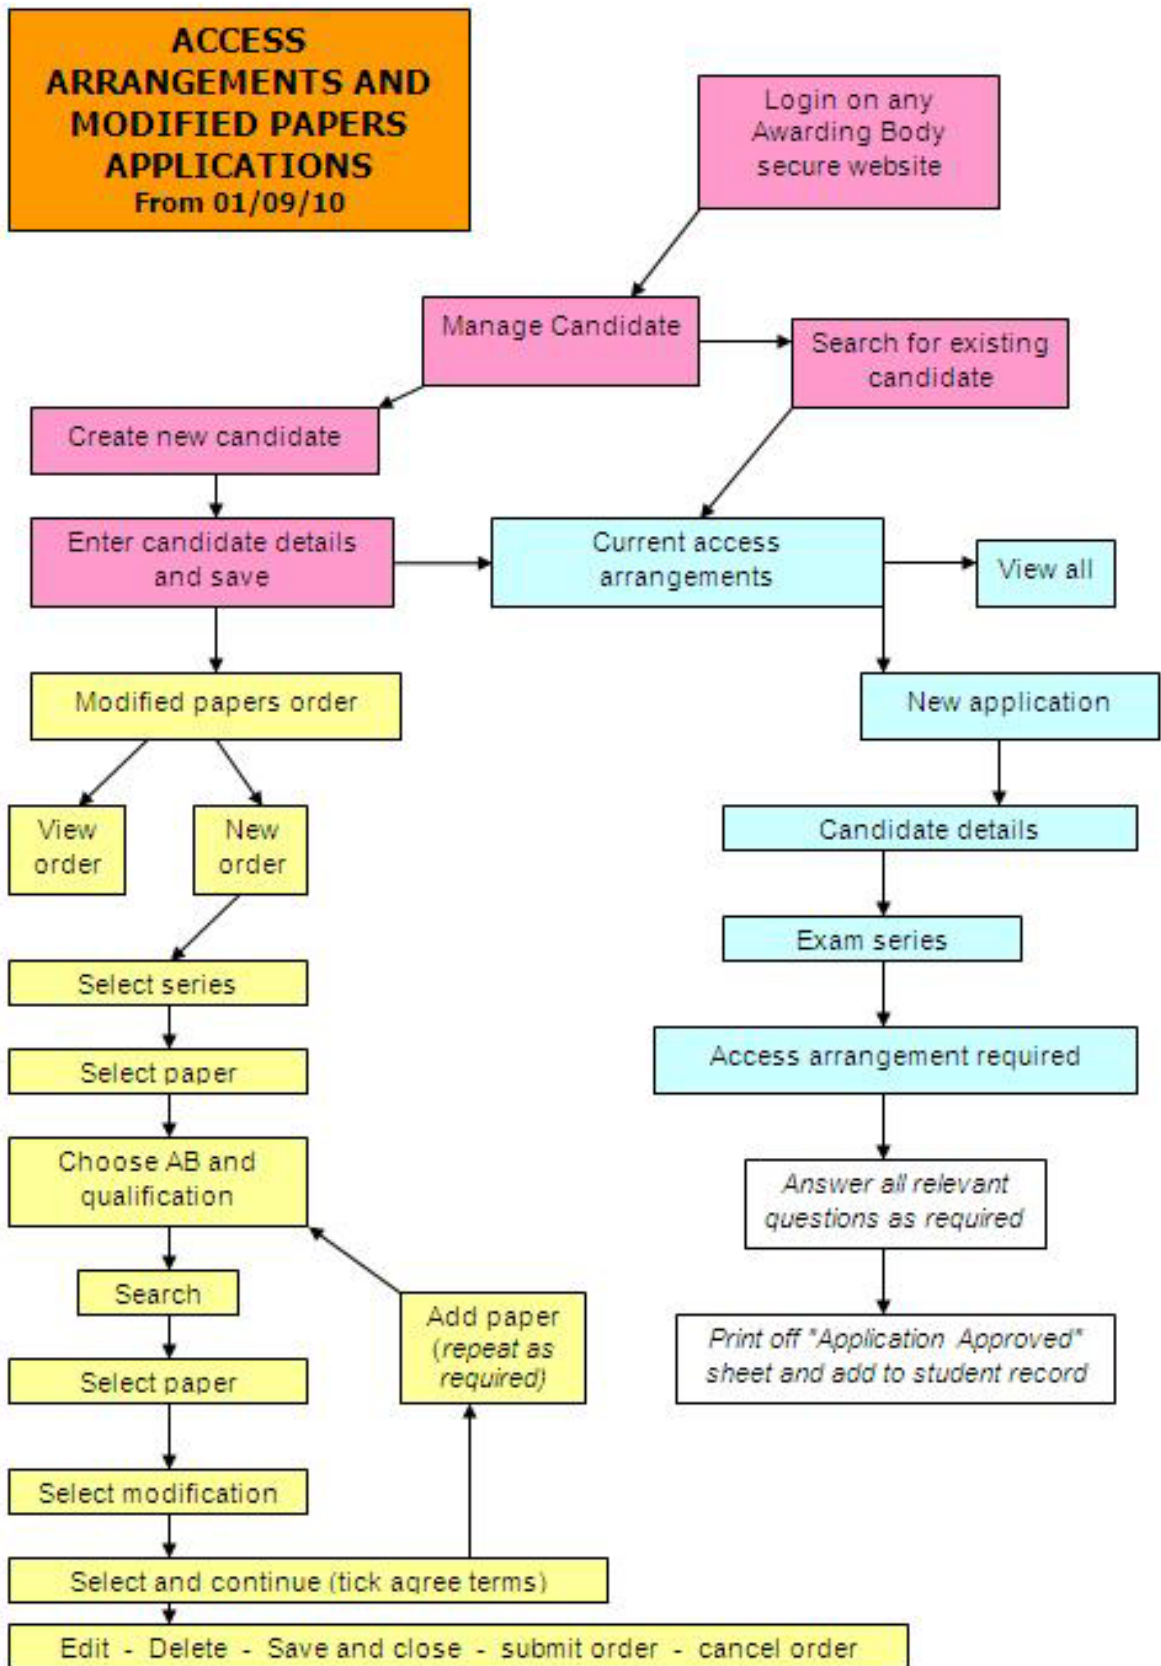 ACCESS
ARRANGEMENTS AND
MODIFIED PAPERS
APPLICATIONS
From 01/09/10
Login on any
Awarding Body
secure website
Manage Candidate
Search for existing
candidate
Create new candidate
Enter candidate details
and save
Current access
arrangements
View all
Modified papers order
New application
View
order
New
order
Candidate details
Exam series
Select series
Access arrangement required
Select paper
Choose AB and
qualification
Answer all relevant
questions as required
Search
Add paper
(repeat as
required)
Print off "Application Approved"
sheet and add to student record
Select paper
Select modification
Select and continue (tick agree terms)
Edit - Delete - Save and close - submit order - cancel order